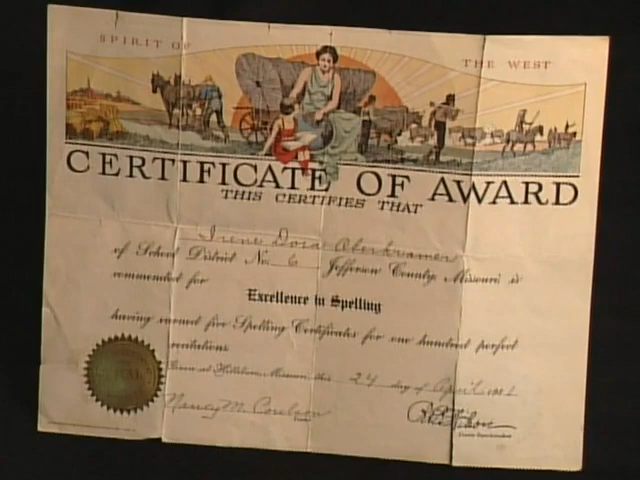 SPIRIT OF THE WEST
CERTIFICATE OF AWARD
THIS CERTIFIES THAT
Irene Dora Oberkramer
of School District No. 6 Jefferson County, Missouri is
commended for
Excellence in Spelling
having earned five Spelling Certificates for one hundred perfect
recitations.
Given at Hillsboro, Missouri, this 24 day of April
Nancy M.
County Superintendent